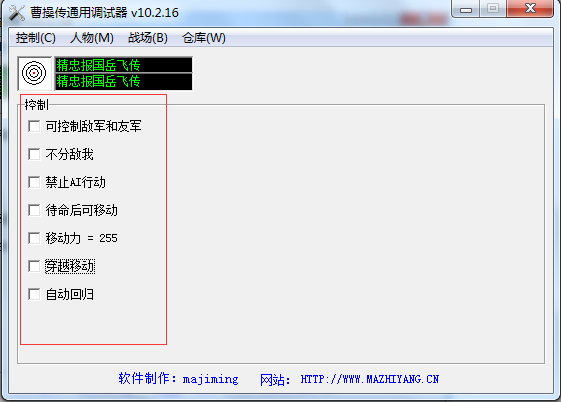 曹操传通用调试器 v10.2.16
控制(C) 人物(M) 战场(B) 仓库(W)
精忠报国岳飞传
精忠报国岳飞传
控制
可控制敌军和友军
不分敌我
禁止AI行动
待命后可移动
移动力 = 255
穿越移动
自动回归
软件制作：majiming 网站：HTTP://WWW.MAZHIYANG.CN